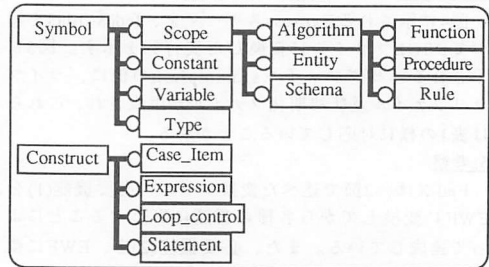 Symbol Scope Algorithm Function
Constant Entity Procedure
Variable Schema Rule
Type
Construct Case_Item
Expression
Loop_control
Statement